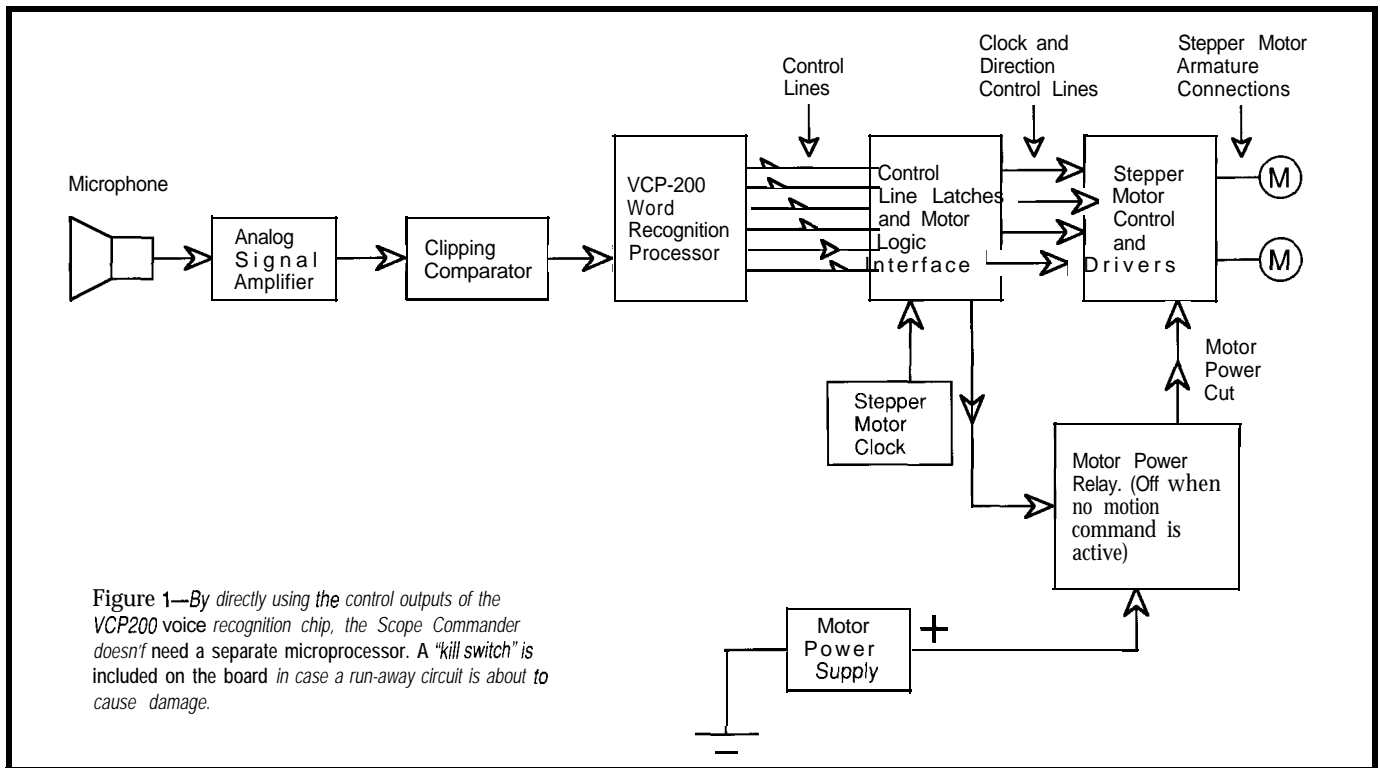 Microphone
Analog
Signal
Amplifier
Clipping
Comparator
VCP-200
Word
Recognition
Processor
Control
Lines
Control
Line Latches
and Motor
Logic
Interface
Clock and
Direction
Control Lines
Stepper
Motor
Control
and
Drivers
Stepper Motor
Armature
Connections
M
M
Stepper
Motor
Clock
Motor
Power
Cut
Motor Power
Relay. (Off when
no motion
command is
active)
Motor
Power
Supply
+
−
Figure 1—By directly using the control outputs of the
VCP200 voice recognition chip, the Scope Commander
doesn'f need a separate microprocessor. A "kill switch" is
included on the board in case a run-away circuit is about to
cause damage.